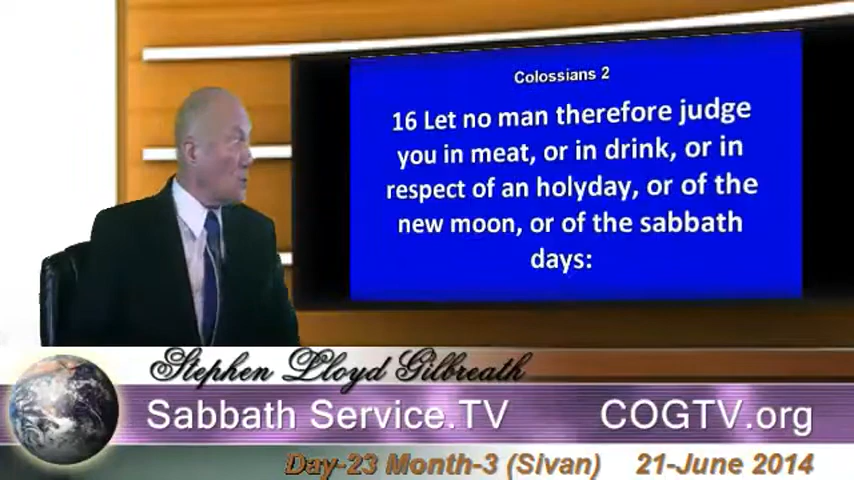 Colossians 2
16 Let no man therefore judge
you in meat, or in drink, or in
respect of an holyday, or of the
new moon, or of the sabbath
days:
Stephen Lloyd Gilbreath
Sabbath Service.TV COGTV.org
Day-23 Month-3 (Sivan) 21-June 2014